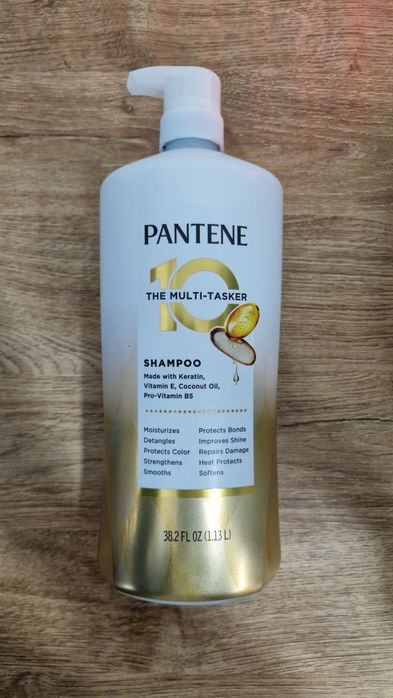 PANTENE
10
THE MULTI-TASKER
SHAMPOO
Made with Keratin,
Vitamin E, Coconut Oil,
Pro-Vitamin B5
Moisturizes Protects Bonds
Detangles Improves Shine
Protects Color Repairs Damage
Strengthens Heat Protects
Smooths Softens
38.2 FL OZ (1.13 L)